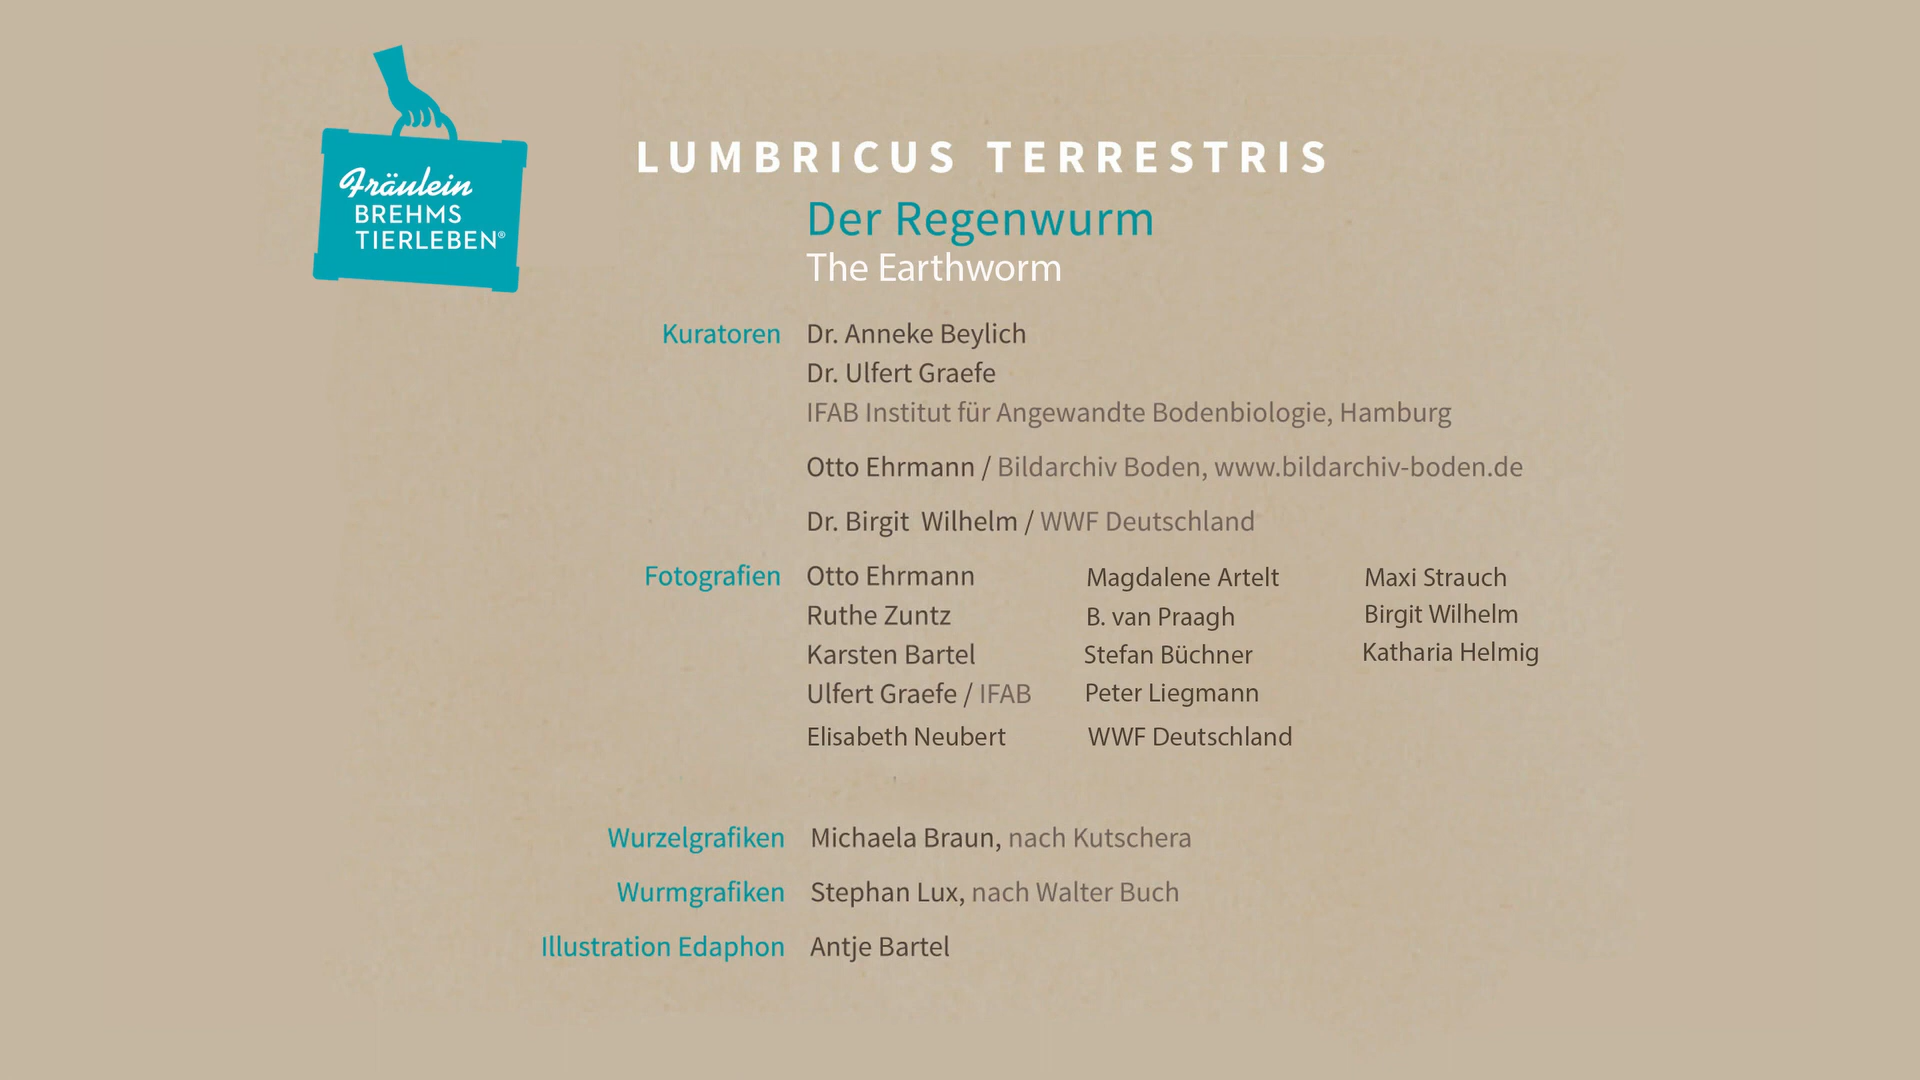 Fräulein
BREHMS
TIERLEBEN®
LUMBRICUS TERRESTRIS
Der Regenwurm
The Earthworm
Kuratoren Dr. Anneke Beylich
Dr. Ulfert Graefe
IFAB Institut für Angewandte Bodenbiologie, Hamburg
Otto Ehrmann / Bildarchiv Boden, www.bildarchiv-boden.de
Dr. Birgit Wilhelm / WWF Deutschland
Fotografien Otto Ehrmann Magdalene Artelt Maxi Strauch
Ruthe Zuntz B. van Praagh Birgit Wilhelm
Karsten Bartel Stefan Büchner Katharia Helmig
Ulfert Graefe / IFAB Peter Liegmann
Elisabeth Neubert WWF Deutschland
Wurzelgrafiken Michaela Braun, nach Kutschera
Wurmgrafiken Stephan Lux, nach Walter Buch
Illustration Edaphon Antje Bartel